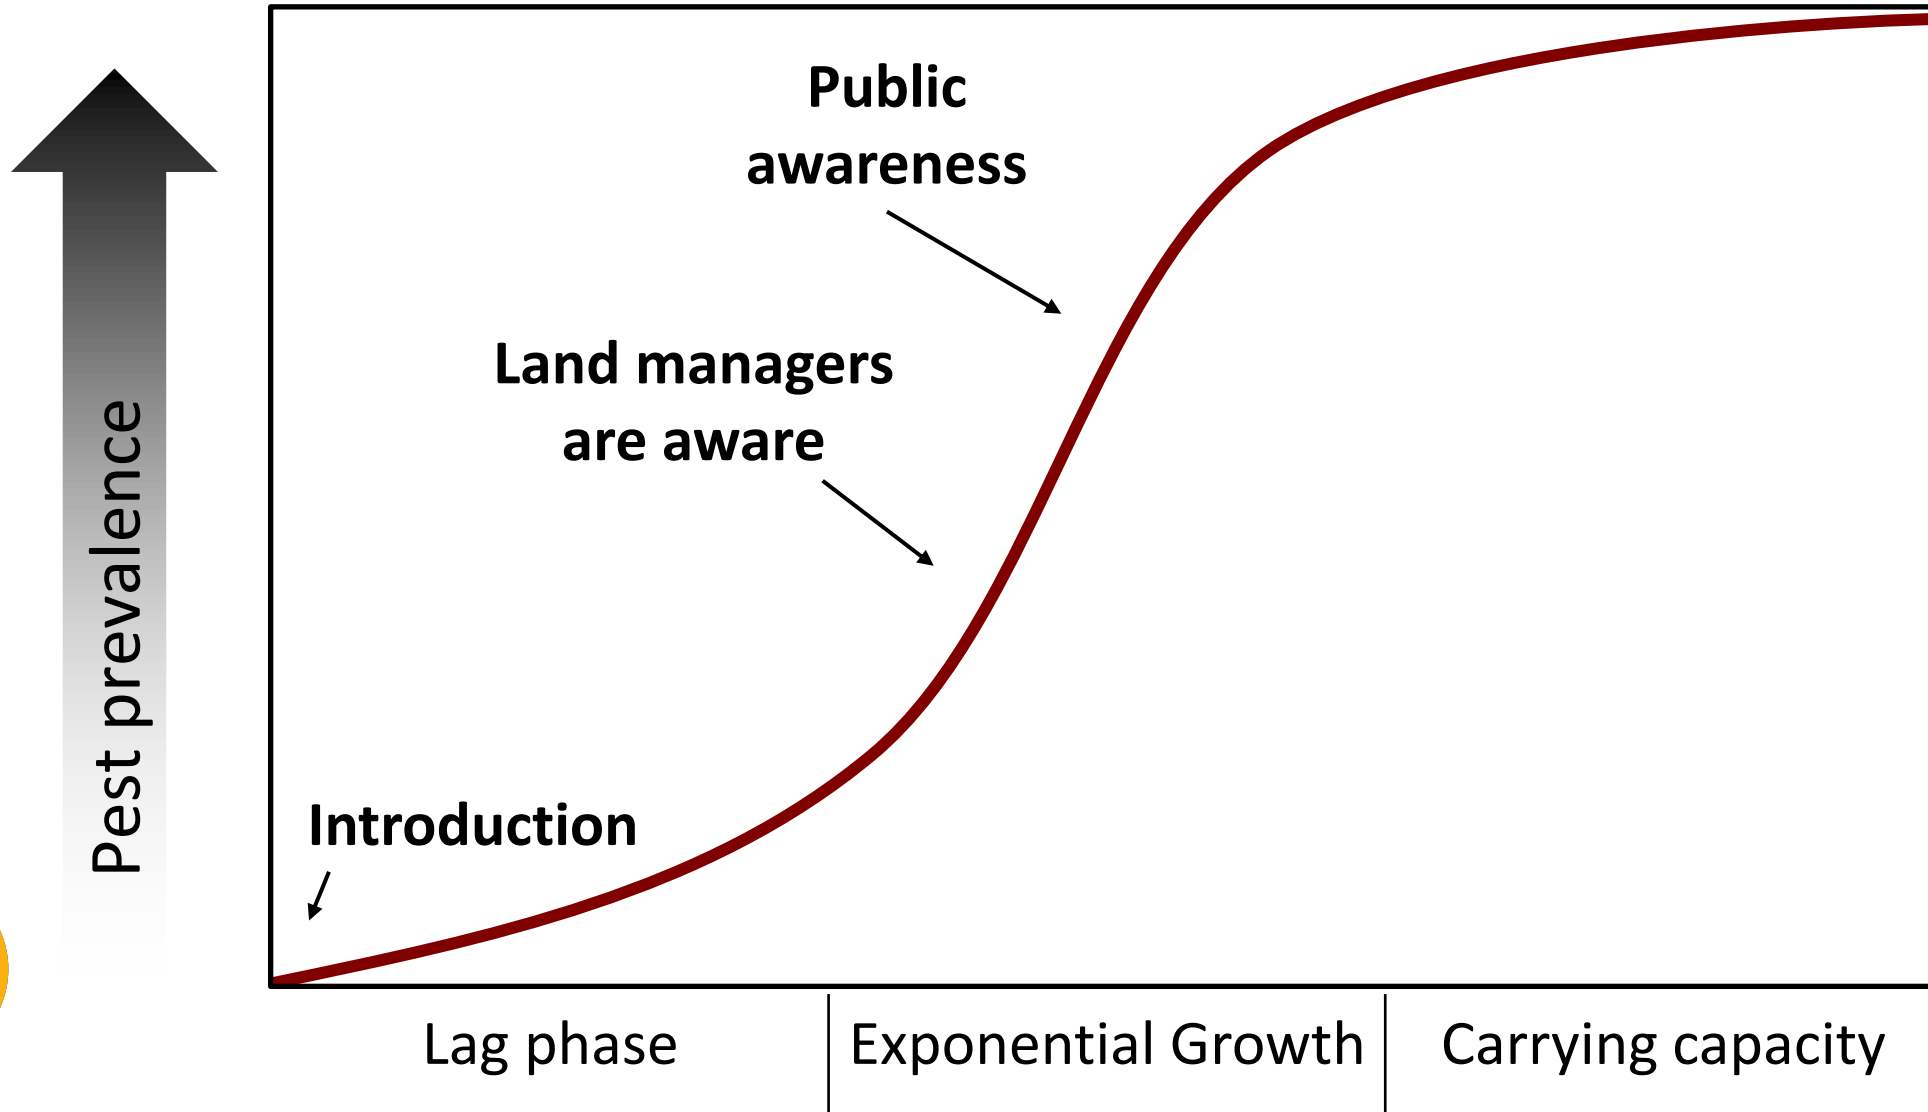 Public
awareness
Land managers
are aware
Pest prevalence
Introduction
Lag phase
Exponential Growth
Carrying capacity